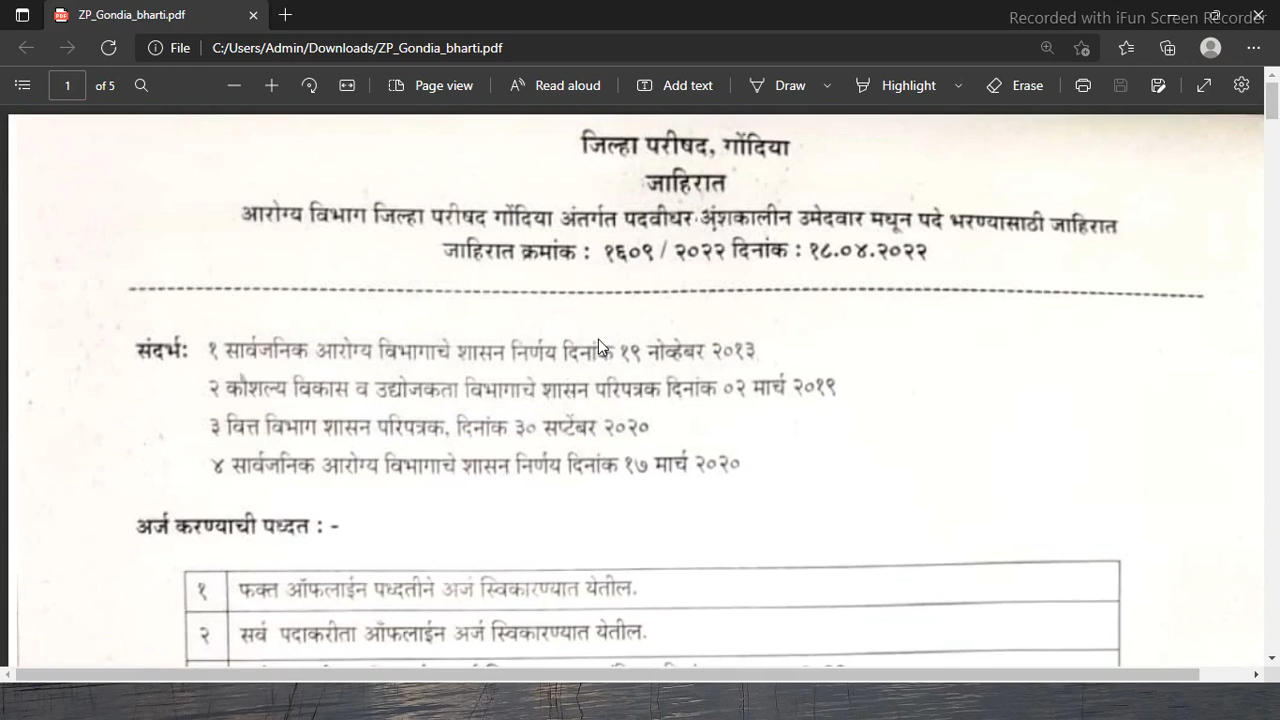 ZP_Gondia_bharti.pdf
Recorded with iFun Screen Recorder
File C:/Users/Admin/Downloads/ZP_Gondia_bharti.pdf
1 of 5 Page view Read aloud Add text Draw Highlight Erase
जिल्हा परीषद, गोंदिया
जाहिरात
आरोग्य विभाग जिल्हा परीषद गोंदिया अंतर्गत पदवीधर अंशकालीन उमेदवार मधून पदे भरण्यासाठी जाहिरात
जाहिरात क्रमांक : १६०९ / २०२२ दिनांक : १८.०४.२०२२
संदर्भ: १ सार्वजनिक आरोग्य विभागाचे शासन निर्णय दिनांक १९ नोव्हेबर २०१३
२ कौशल्य विकास व उद्योजकता विभागाचे शासन परिपत्रक दिनांक ०२ मार्च २०१९
३ वित्त विभाग शासन परिपत्रक, दिनांक ३० सप्टेंबर २०२०
४ सार्वजनिक आरोग्य विभागाचे शासन निर्णय दिनांक १७ मार्च २०२०
अर्ज करण्याची पध्दत : -
१ फक्त ऑफलाईन पध्दतीने अर्ज स्विकारण्यात येतील.
२ सर्व पदाकरीता ऑफलाईन अर्ज स्विकारण्यात येतील.